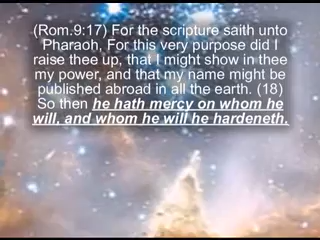 (Rom.9:17) For the scripture saith unto
Pharaoh, For this very purpose did I
raise thee up, that I might show in thee
my power, and that my name might be
published abroad in all the earth. (18)
So then he hath mercy on whom he
will, and whom he will he hardeneth.